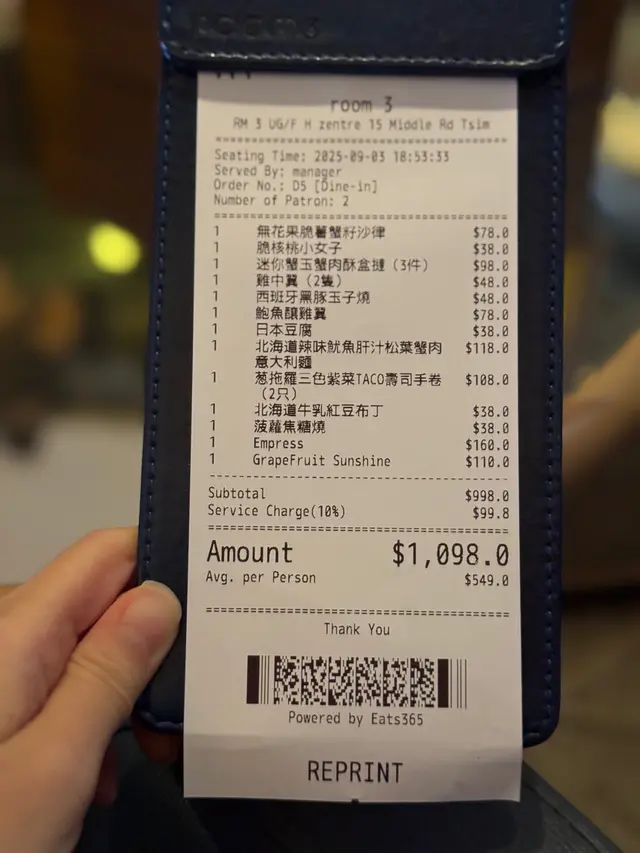 rooms
room 3
RM 3 UG/F H zentre 15 Middle Rd Tsim
Seating Time: 2025-09-03 18:53:33
Served By: manager
Order No.: D5 [Dine-in]
Number of Patron: 2
1 無花果脆薯蟹籽沙律 $78.0
1 脆核桃小女子 $38.0
1 迷你蟹玉蟹肉酥盒撻（3件） $98.0
1 雞中翼（2隻） $48.0
1 西班牙黑豚玉子燒 $48.0
1 鮑魚釀雞翼 $78.0
1 日本豆腐 $38.0
1 北海道辣味魷魚肝汁松葉蟹肉 $118.0
意大利麵
1 葱拖羅三色紫菜TACO壽司手卷 $108.0
（2只）
1 北海道牛乳紅豆布丁 $38.0
1 菠蘿焦糖燒 $38.0
1 Empress $160.0
1 GrapeFruit Sunshine $110.0
Subtotal $998.0
Service Charge(10%) $99.8
Amount $1,098.0
Avg. per Person $549.0
Thank You
Powered by Eats365
REPRINT